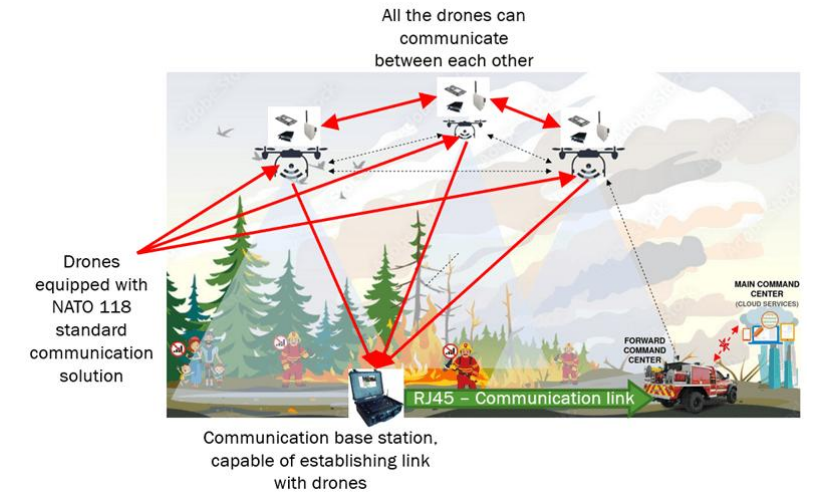 All the drones can
communicate
between each other
Drones
equipped with
NATO 118
standard
communication
solution
MAIN COMMAND
CENTER
(CLOUD SERVICES)
FORWARD
COMMAND
CENTER
RJ45 – Communication link
Communication base station,
capable of establishing link
with drones